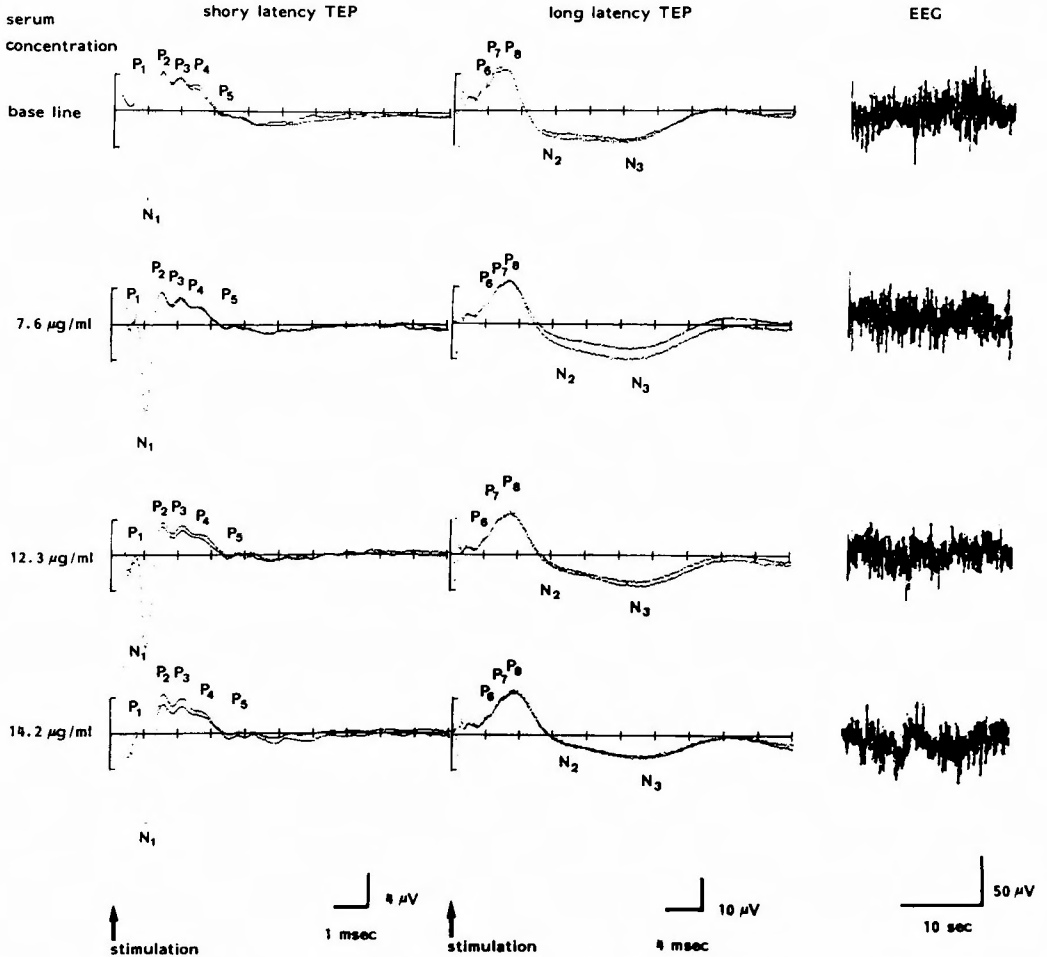 serum concentration
shory latency TEP
long latency TEP
EEG
base line
P1 P2 P3 P4 P5
N1
P6 P7 P8
N2 N3
7.6 μg/ml
P1 P2 P3 P4 P5
N1
P6 P7 P8
N2 N3
12.3 μg/ml
P1 P2 P3 P4 P5
N1
P6 P7 P8
N2 N3
14.2 μg/ml
P1 P2 P3 P4 P5
N1
P6 P7 P8
N2 N3
4 μV
1 msec
10 μV
4 msec
50 μV
10 sec
stimulation
stimulation